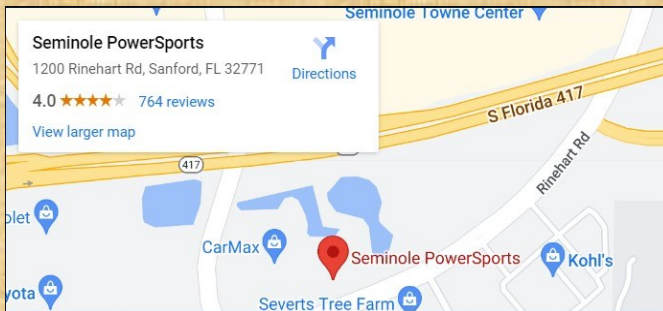 Seminole Towne Center
Seminole PowerSports
1200 Rinehart Rd, Sanford, FL 32771
Directions
4.0 ★★★★★ 764 reviews
View larger map
S Florida 417
417
Rinehart Rd
olet
CarMax
Seminole PowerSports
Kohl's
yota
Severts Tree Farm